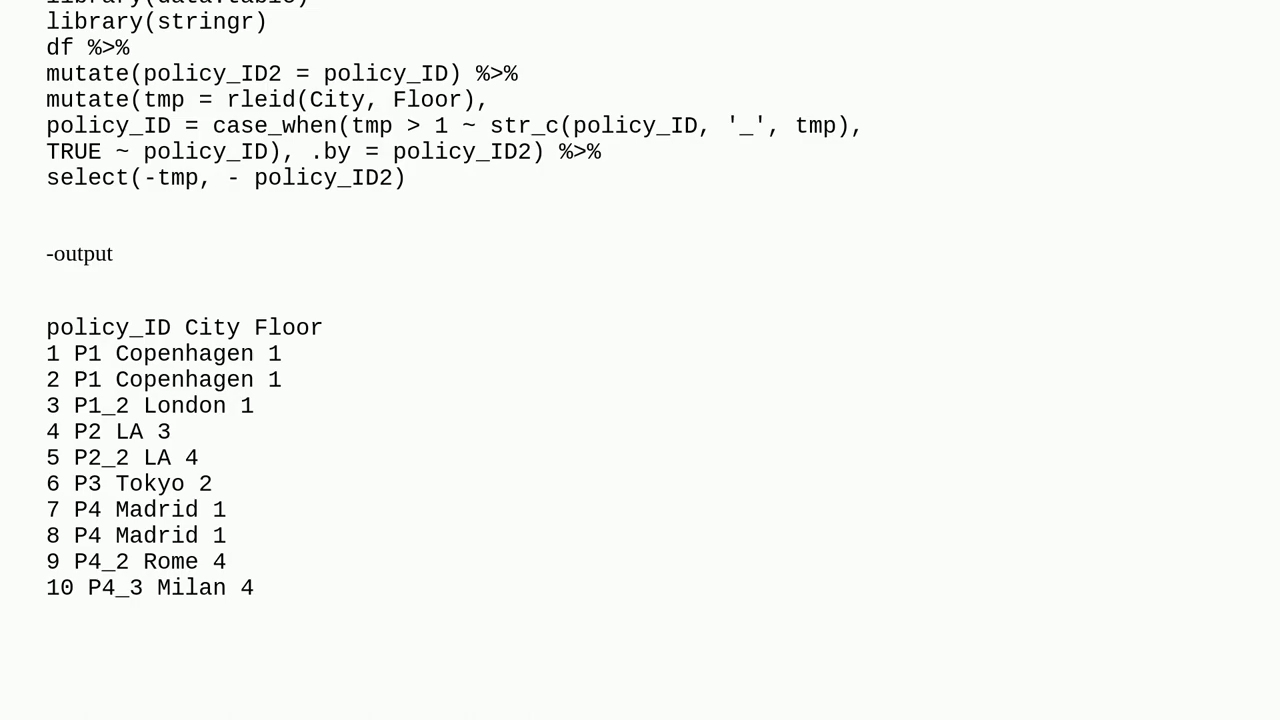 library(data.table)
library(stringr)
df %>%
mutate(policy_ID2 = policy_ID) %>%
mutate(tmp = rleid(City, Floor),
policy_ID = case_when(tmp > 1 ~ str_c(policy_ID, '_', tmp),
TRUE ~ policy_ID), .by = policy_ID2) %>%
select(-tmp, - policy_ID2)
-output
policy_ID City Floor
1 P1 Copenhagen 1
2 P1 Copenhagen 1
3 P1_2 London 1
4 P2 LA 3
5 P2_2 LA 4
6 P3 Tokyo 2
7 P4 Madrid 1
8 P4 Madrid 1
9 P4_2 Rome 4
10 P4_3 Milan 4